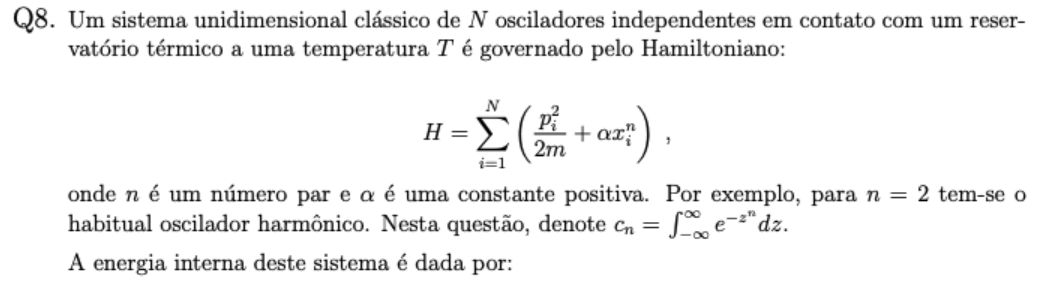 Q8. Um sistema unidimensional clássico de N osciladores independentes em contato com um reser-
vatório térmico a uma temperatura T é governado pelo Hamiltoniano:
H = \sum_{i=1}^{N} \left( \frac{p_i^2}{2m} + \alpha x_i^n \right) ,
onde n é um número par e α é uma constante positiva. Por exemplo, para n = 2 tem-se o
habitual oscilador harmônico. Nesta questão, denote c_n = \int_{-\infty}^{\infty} e^{-z^n} dz.
A energia interna deste sistema é dada por: